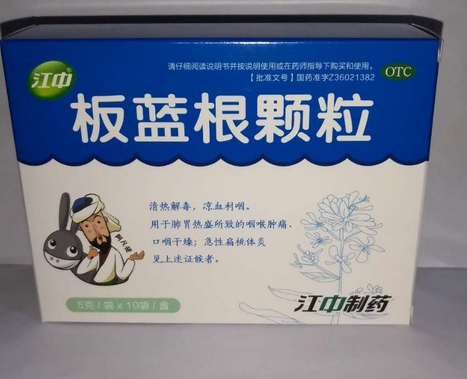 江中
请仔细阅读说明书并按说明使用或在药师指导下购买和使用。
【批准文号】国药准字Z36021382
OTC
板蓝根颗粒
清热解毒，凉血利咽。
用于肺胃热盛所致的咽喉肿痛、
口咽干燥；急性扁桃体炎
见上述证候者。
阿凡提
5克/袋 x 10袋/盒
江中制药